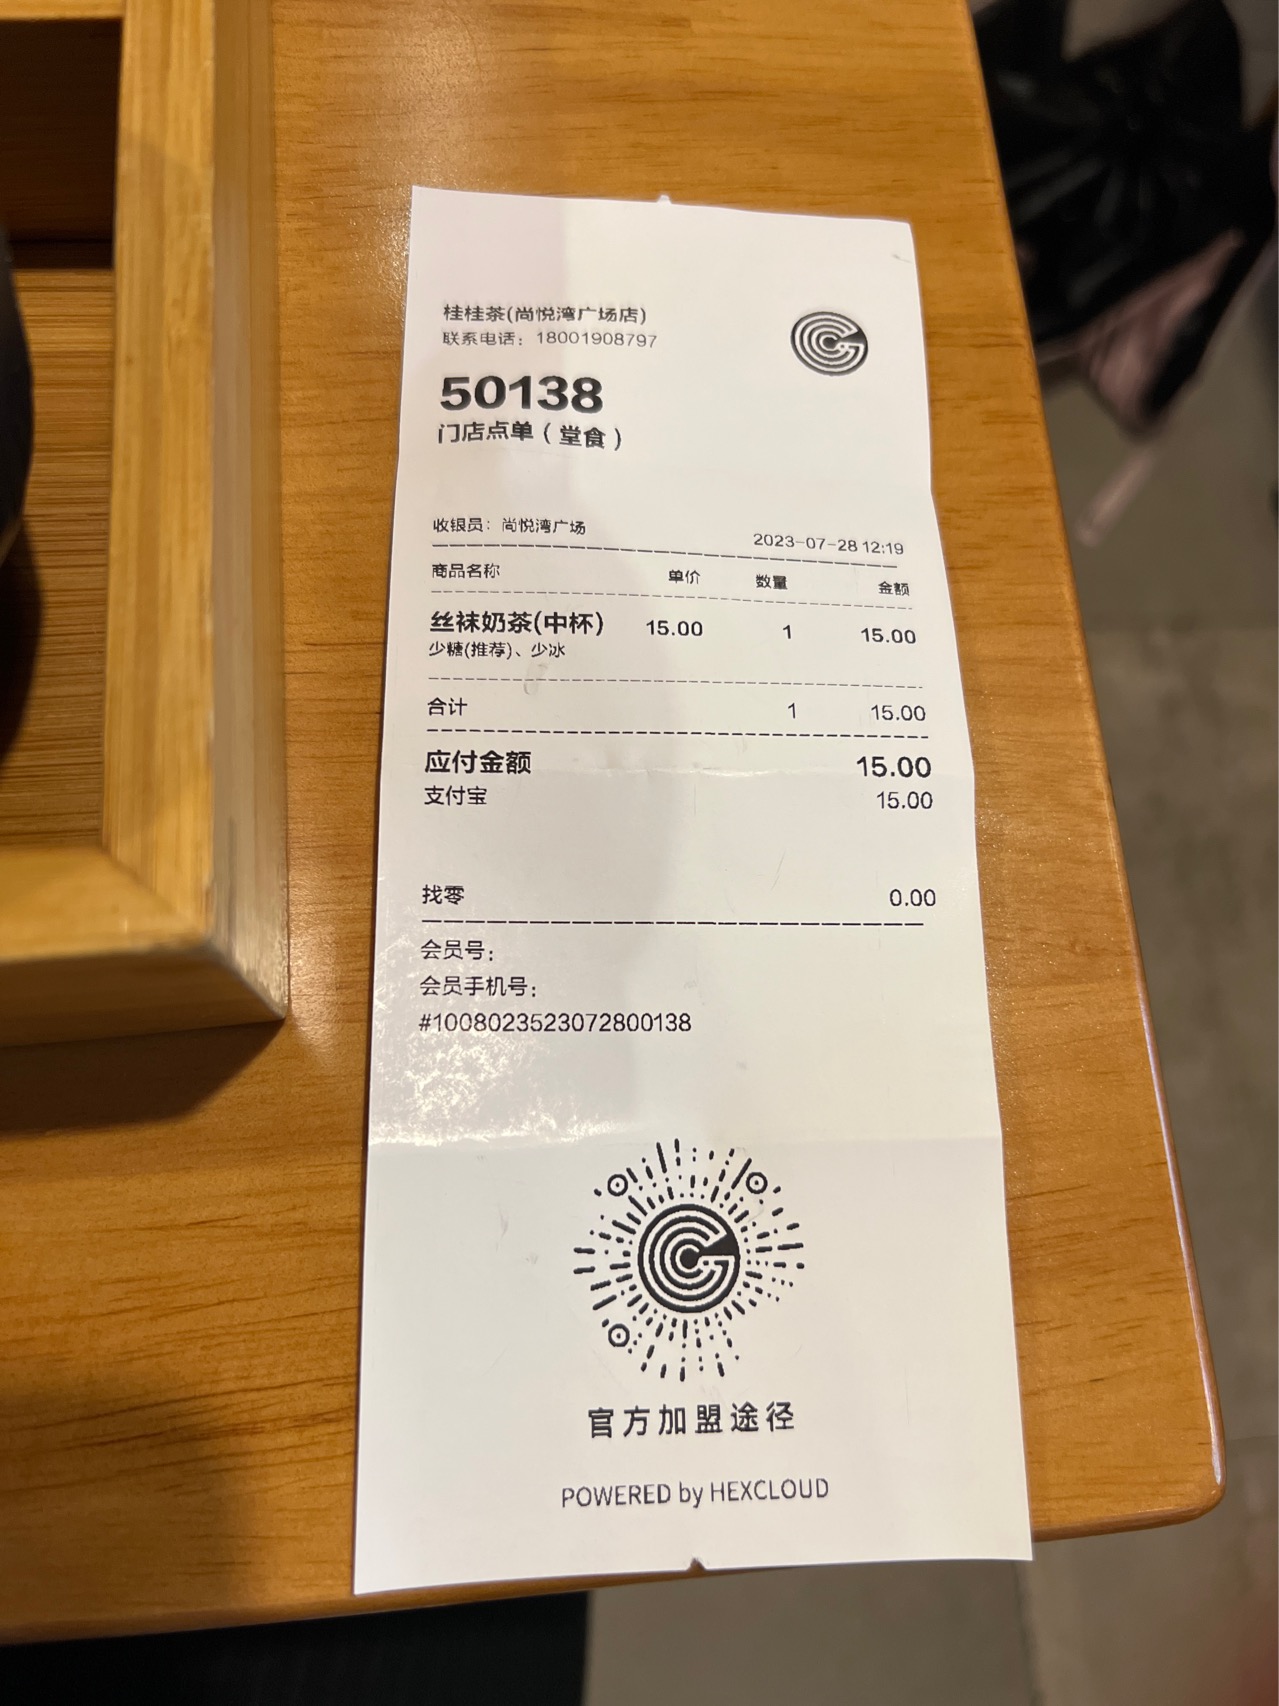 桂桂茶(尚悦湾广场店)
联系电话：18001908797
50138
门店点单（堂食）
收银员：尚悦湾广场 2023-07-28 12:19
商品名称 单价 数量 金额
丝袜奶茶(中杯) 15.00 1 15.00
少糖(推荐)、少冰
合计 1 15.00
应付金额 15.00
支付宝 15.00
找零 0.00
会员号：
会员手机号：
#1008023523072800138
官方加盟途径
POWERED by HEXCLOUD